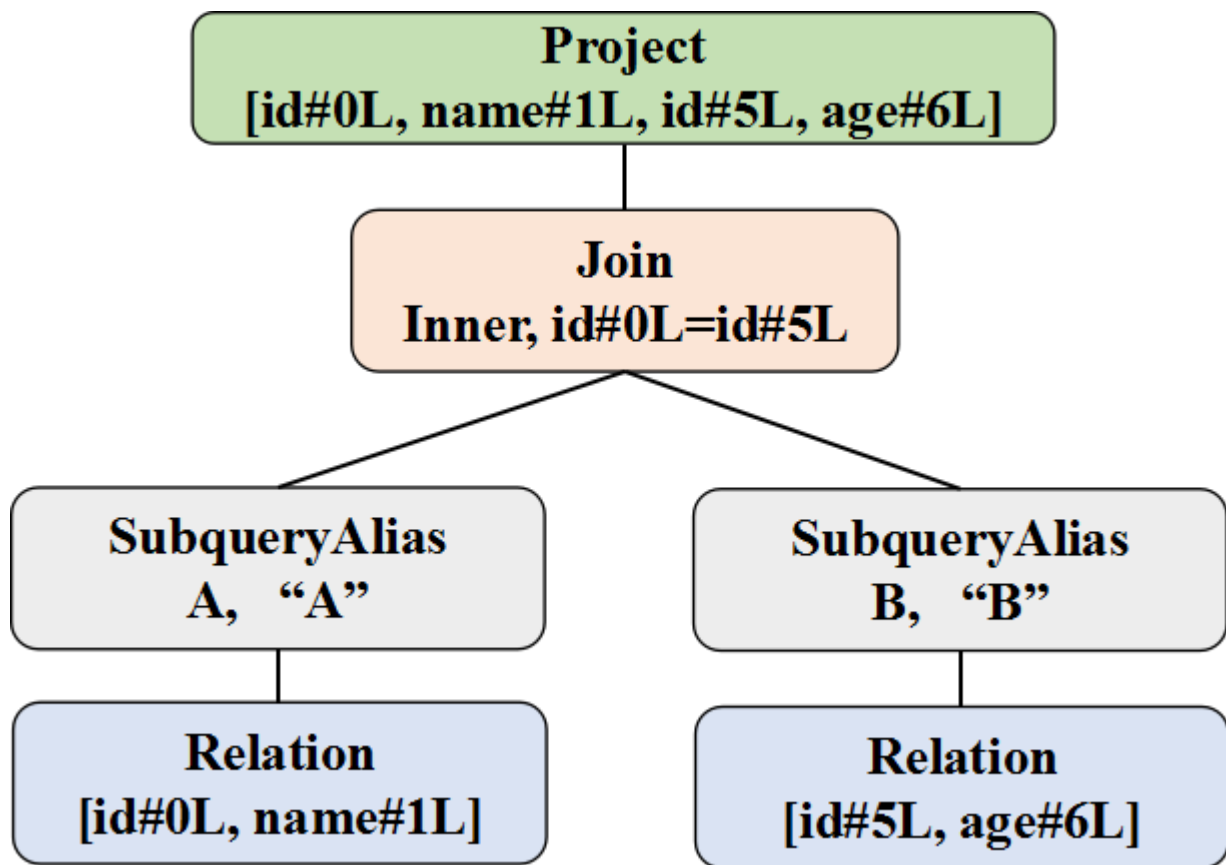 Project
[id#0L, name#1L, id#5L, age#6L]
Join
Inner, id#0L=id#5L
SubqueryAlias
A, “A”
SubqueryAlias
B, “B”
Relation
[id#0L, name#1L]
Relation
[id#5L, age#6L]